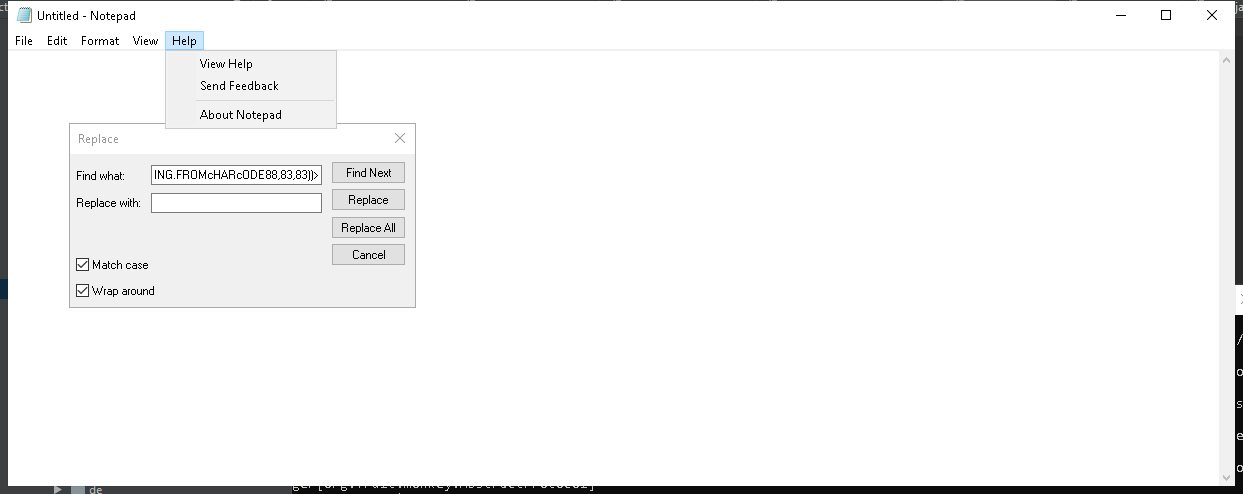 Untitled - Notepad
File Edit Format View Help
View Help
Send Feedback
About Notepad
Replace
Find what: ING.FROMcHARcODE88,83,83))> Find Next
Replace with: Replace
Replace All
Cancel
Match case
Wrap around
de